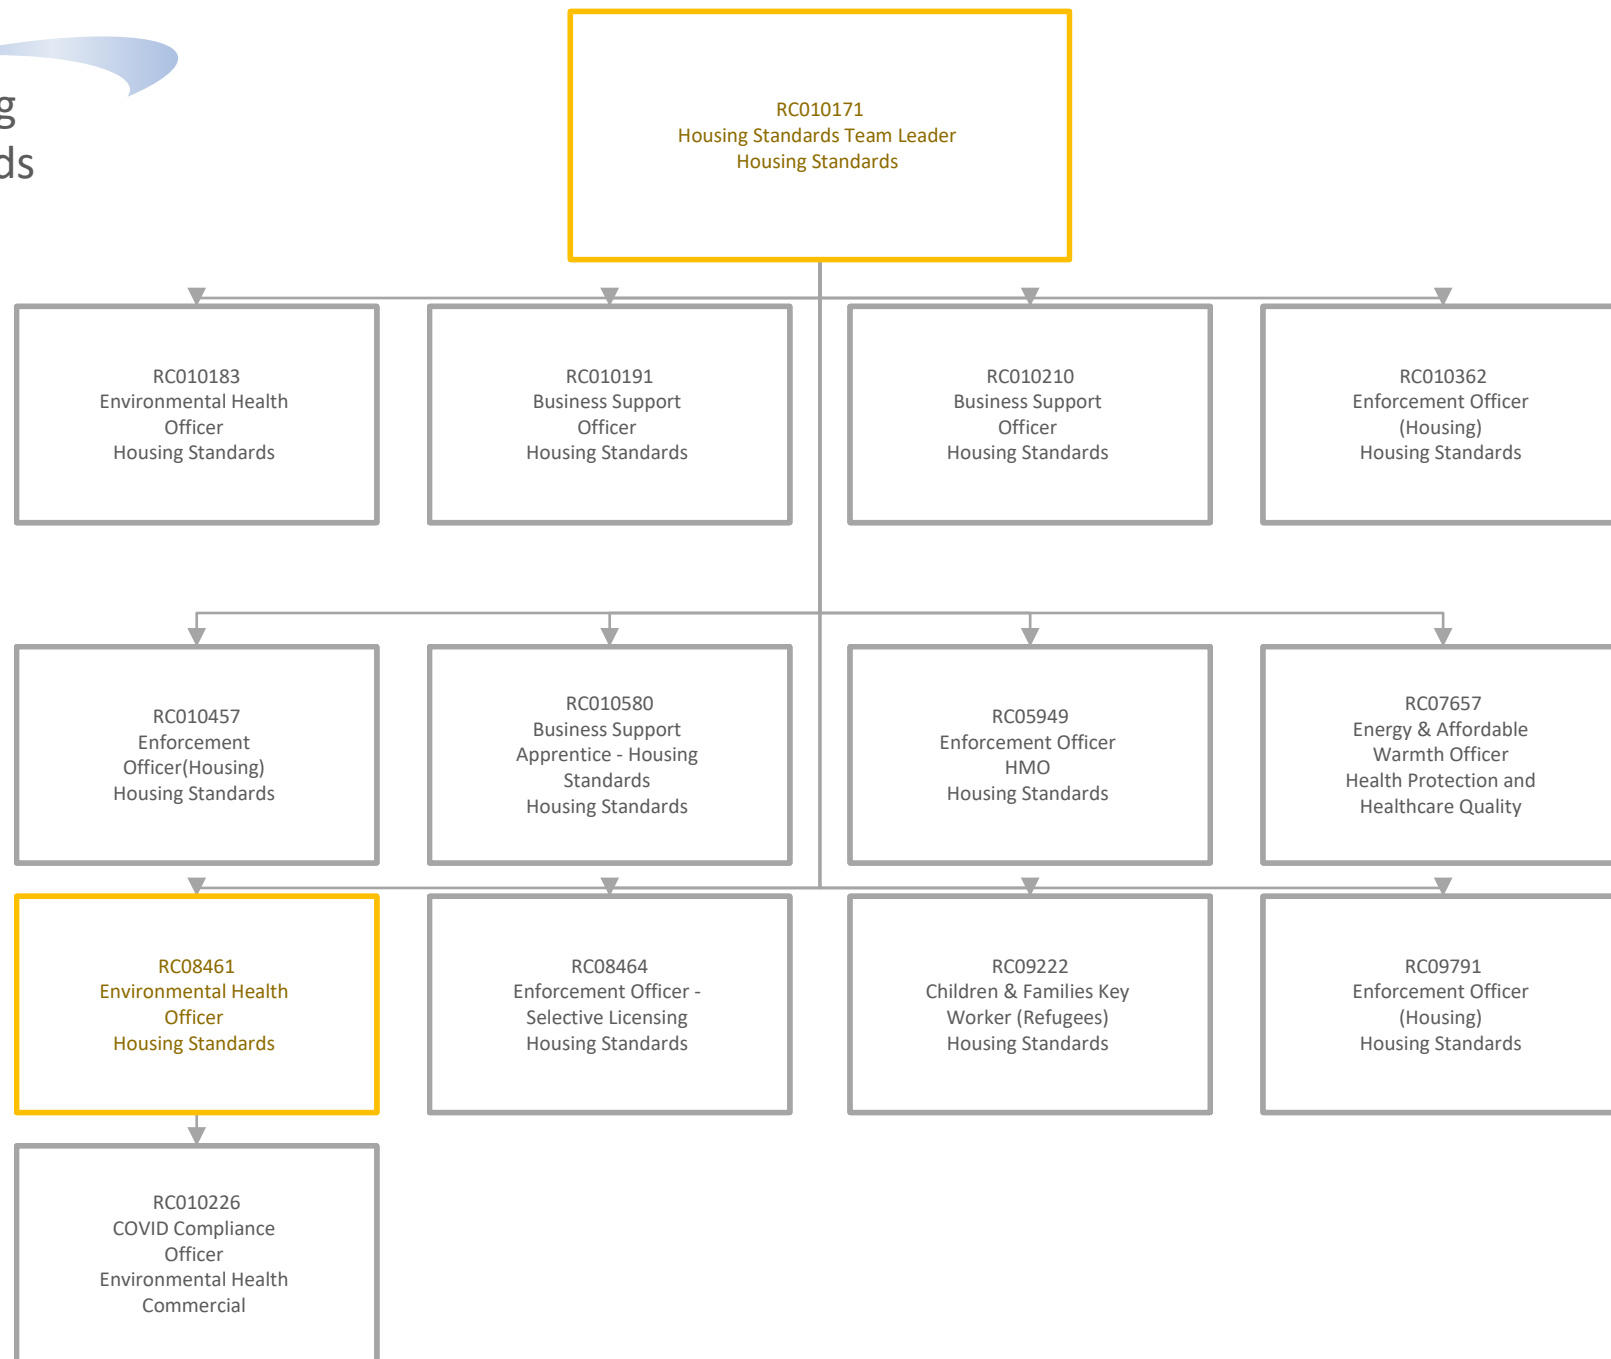 g
ds
RC010171
Housing Standards Team Leader
Housing Standards
RC010183
Environmental Health
Officer
Housing Standards
RC010191
Business Support
Officer
Housing Standards
RC010210
Business Support
Officer
Housing Standards
RC010362
Enforcement Officer
(Housing)
Housing Standards
RC010457
Enforcement
Officer(Housing)
Housing Standards
RC010580
Business Support
Apprentice - Housing
Standards
Housing Standards
RC05949
Enforcement Officer
HMO
Housing Standards
RC07657
Energy & Affordable
Warmth Officer
Health Protection and
Healthcare Quality
RC08461
Environmental Health
Officer
Housing Standards
RC08464
Enforcement Officer -
Selective Licensing
Housing Standards
RC09222
Children & Families Key
Worker (Refugees)
Housing Standards
RC09791
Enforcement Officer
(Housing)
Housing Standards
RC010226
COVID Compliance
Officer
Environmental Health
Commercial